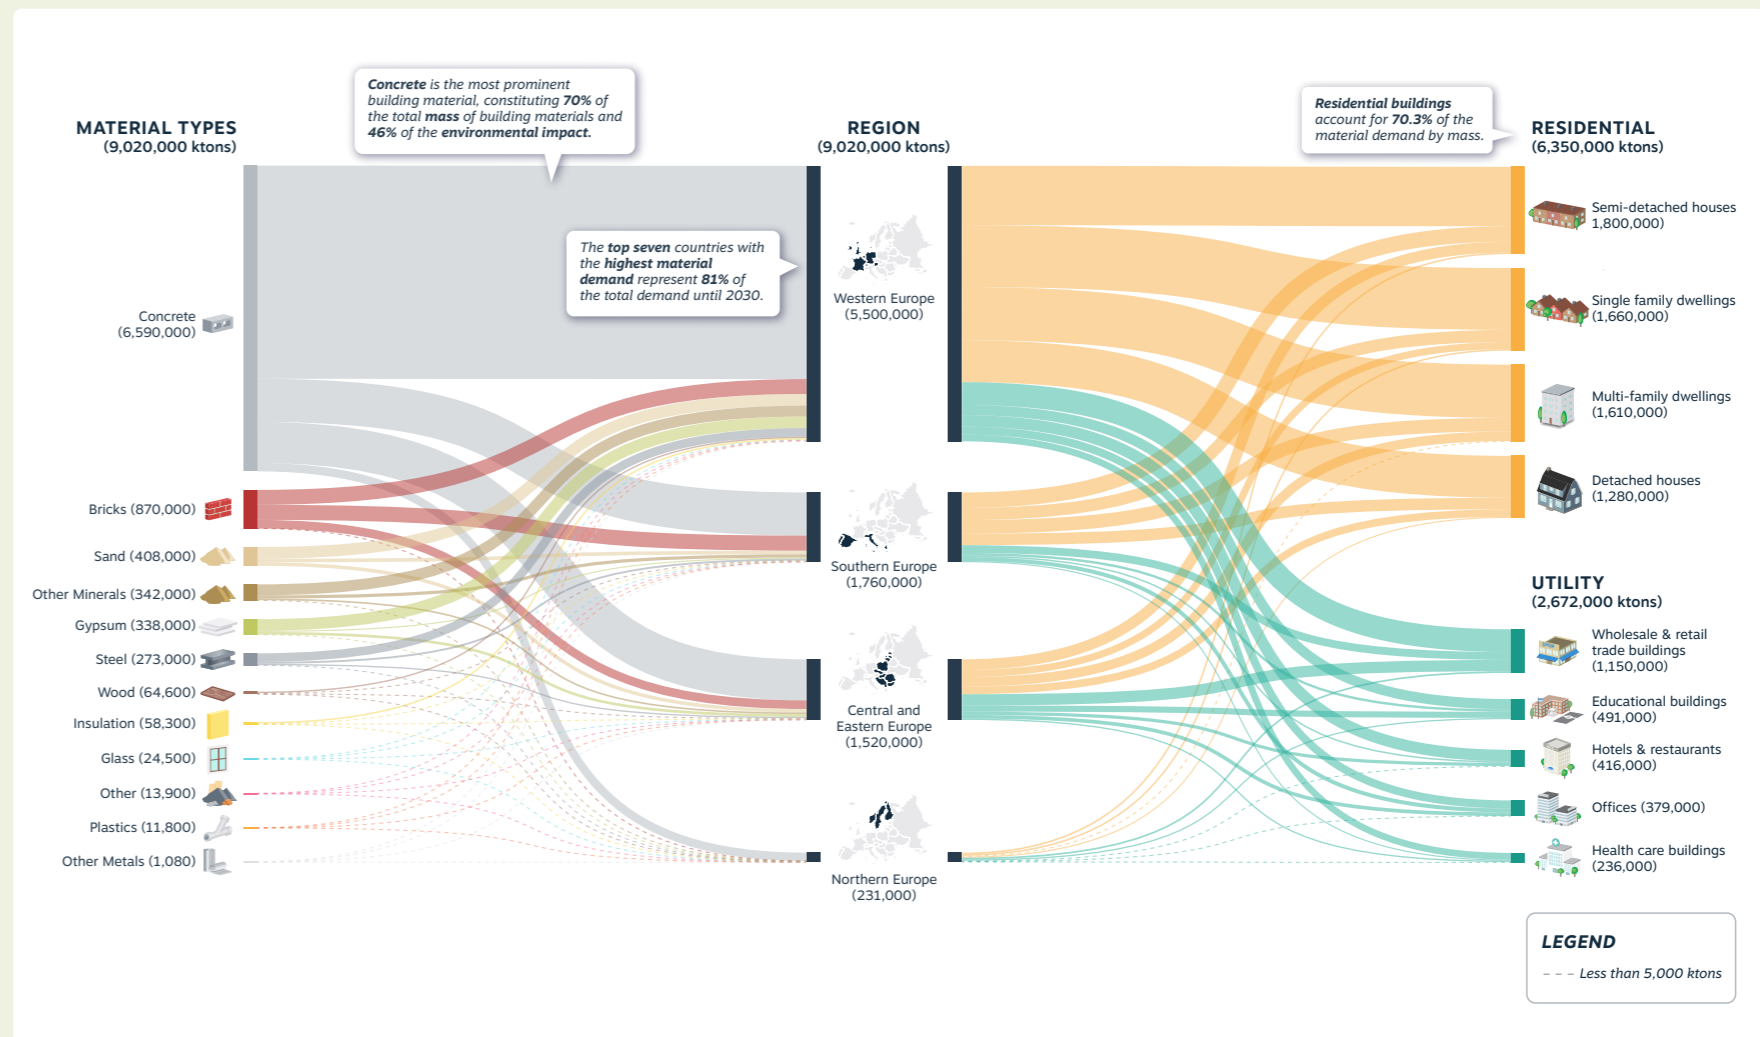 Concrete is the most prominent
building material, constituting 70% of
the total mass of building materials and
46% of the environmental impact.
MATERIAL TYPES
(9,020,000 ktons)
REGION
(9,020,000 ktons)
Residential buildings
account for 70.3% of the
material demand by mass.
RESIDENTIAL
(6,350,000 ktons)
The top seven countries with
the highest material
demand represent 81% of
the total demand until 2030.
Concrete
(6,590,000)
Bricks (870,000)
Sand (408,000)
Other Minerals (342,000)
Gypsum (338,000)
Steel (273,000)
Wood (64,600)
Insulation (58,300)
Glass (24,500)
Other (13,900)
Plastics (11,800)
Other Metals (1,080)
Western Europe
(5,500,000)
Southern Europe
(1,760,000)
Central and
Eastern Europe
(1,520,000)
Northern Europe
(231,000)
Semi-detached houses
1,800,000)
Single family dwellings
(1,660,000)
Multi-family dwellings
(1,610,000)
Detached houses
(1,280,000)
UTILITY
(2,672,000 ktons)
Wholesale & retail
trade buildings
(1,150,000)
Educational buildings
(491,000)
Hotels & restaurants
(416,000)
Offices (379,000)
Health care buildings
(236,000)
LEGEND
Less than 5,000 ktons